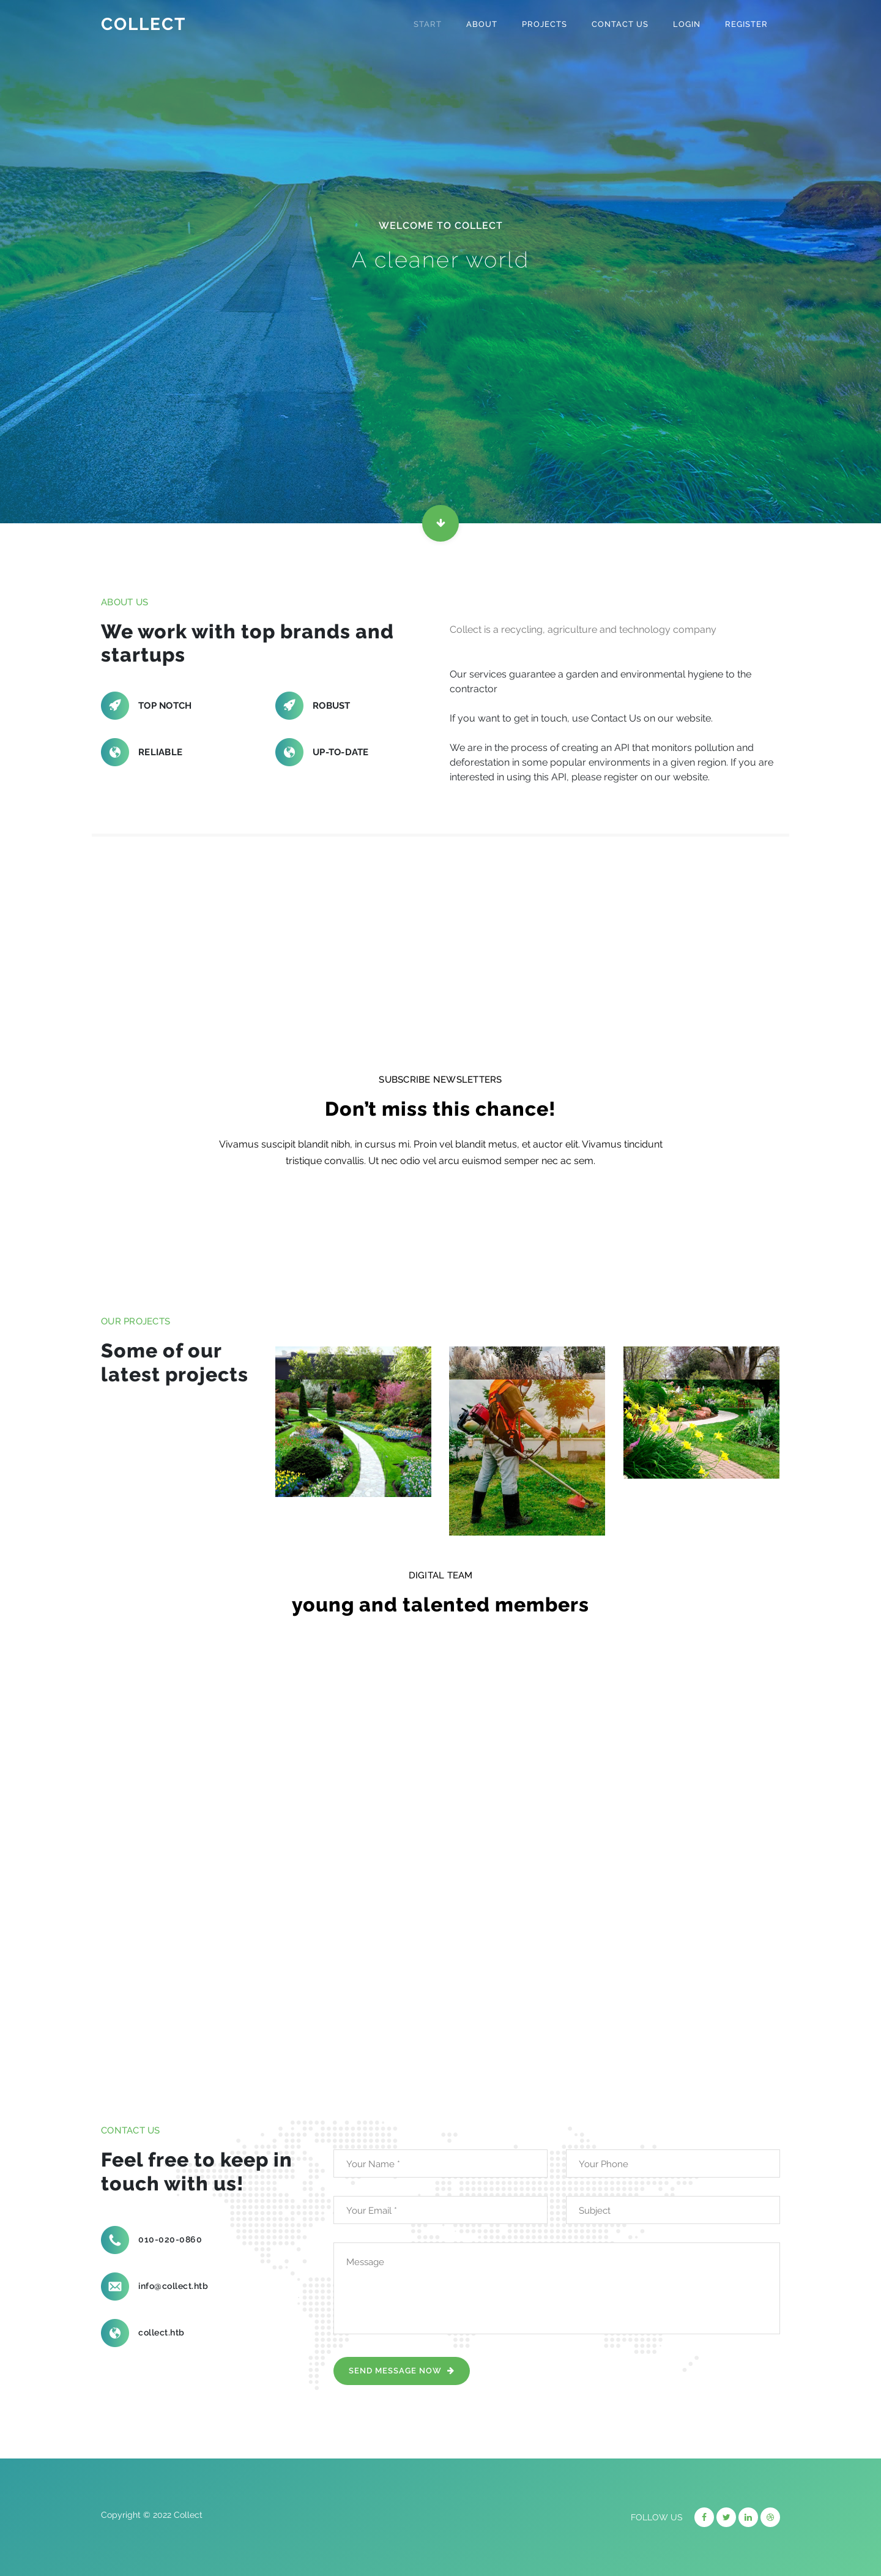 COLLECT
START ABOUT PROJECTS CONTACT US LOGIN REGISTER
WELCOME TO COLLECT
A cleaner world
ABOUT US
We work with top brands and
startups
TOP NOTCH
ROBUST
RELIABLE
UP-TO-DATE
Collect is a recycling, agriculture and technology company
Our services guarantee a garden and environmental hygiene to the
contractor
If you want to get in touch, use Contact Us on our website.
We are in the process of creating an API that monitors pollution and
deforestation in some popular environments in a given region. If you are
interested in using this API, please register on our website.
SUBSCRIBE NEWSLETTERS
Don’t miss this chance!
Vivamus suscipit blandit nibh, in cursus mi. Proin vel blandit metus, et auctor elit. Vivamus tincidunt
tristique convallis. Ut nec odio vel arcu euismod semper nec ac sem.
OUR PROJECTS
Some of our
latest projects
DIGITAL TEAM
young and talented members
CONTACT US
Feel free to keep in
touch with us!
010-020-0860
info@collect.htb
collect.htb
Your Name *
Your Phone
Your Email *
Subject
Message
SEND MESSAGE NOW
Copyright © 2022 Collect
FOLLOW US